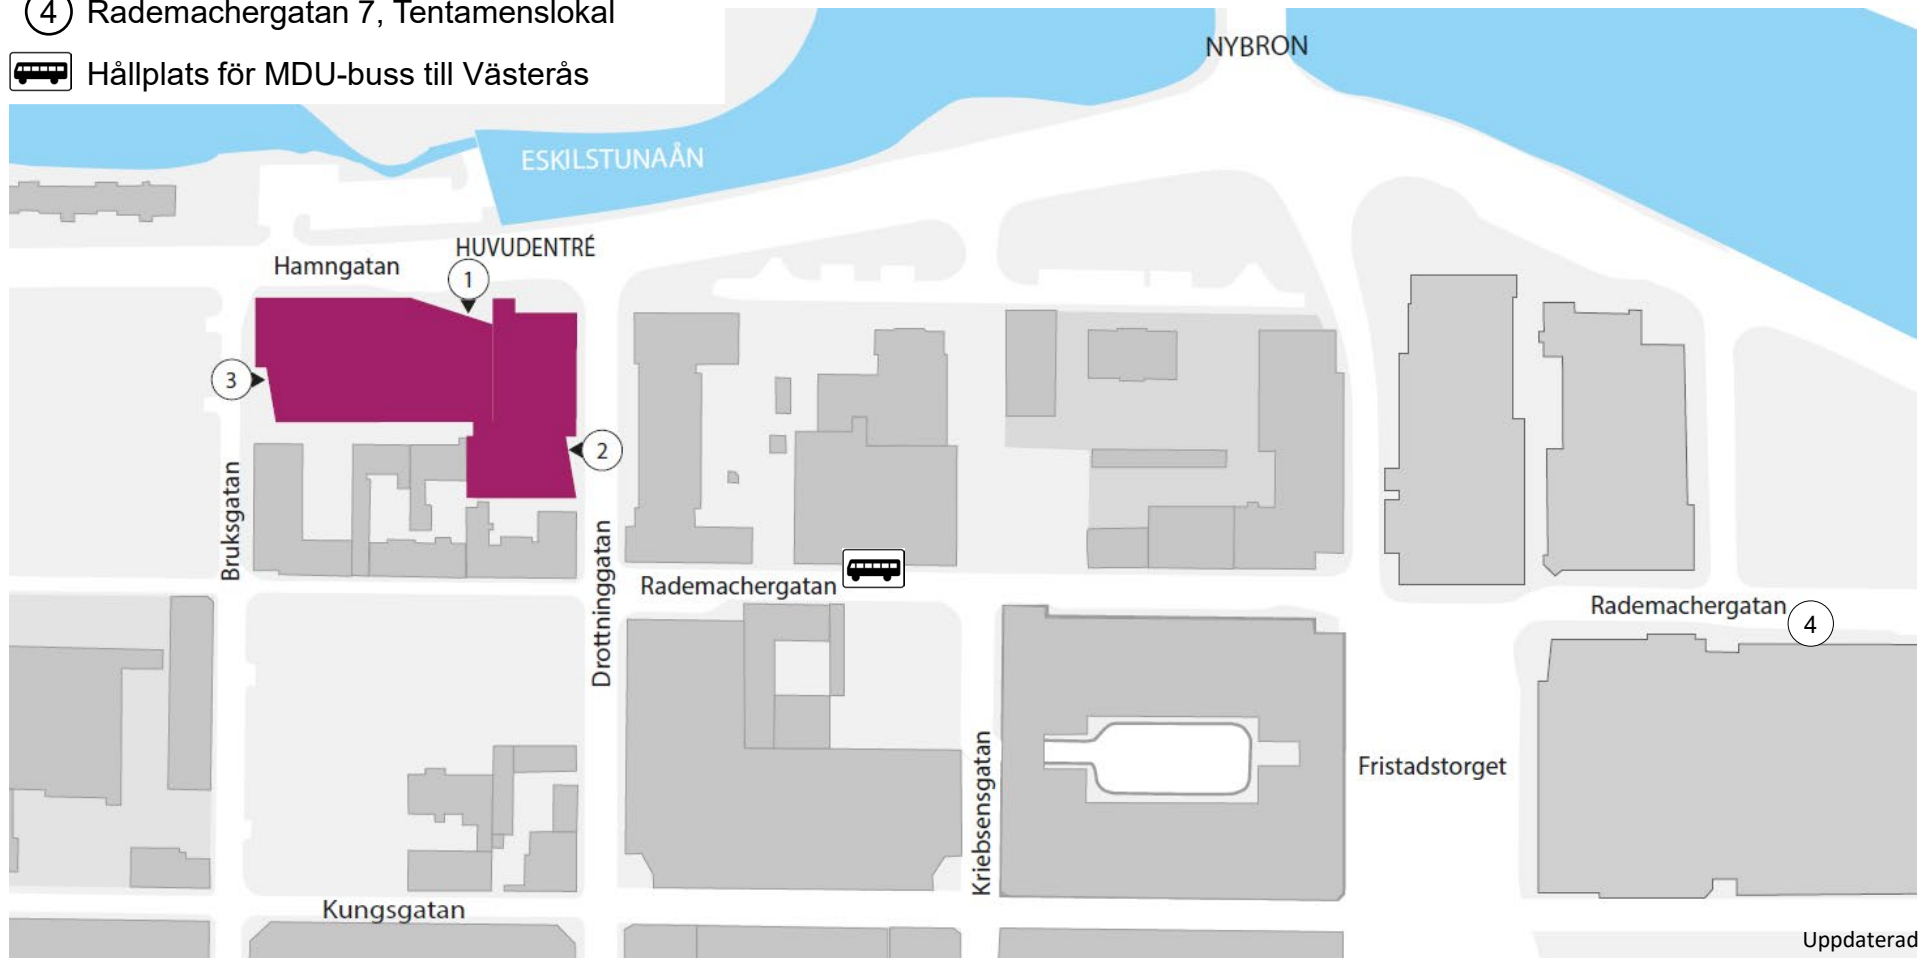 4 Rademachergatan 7, Tentamenslokal
Hållplats för MDU-buss till Västerås
NYBRON
ESKILSTUNAÅN
HUVUDENTRÉ
Hamngatan
1
3
2
Bruksgatan
Drottninggatan
Rademachergatan
Rademachergatan
4
Kriebsensgatan
Fristadstorget
Kungsgatan
Uppdaterad